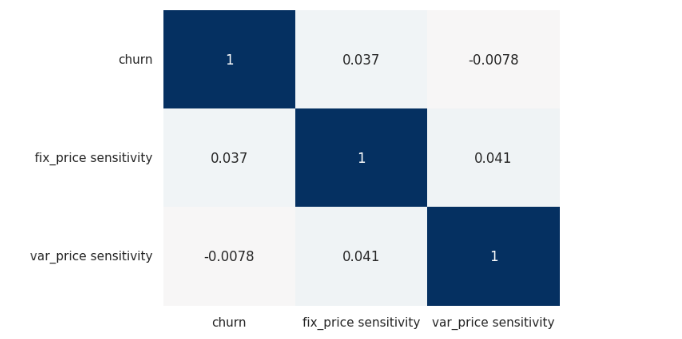 churn 1 0.037 -0.0078
fix_price sensitivity 0.037 1 0.041
var_price sensitivity -0.0078 0.041 1
churn fix_price sensitivity var_price sensitivity